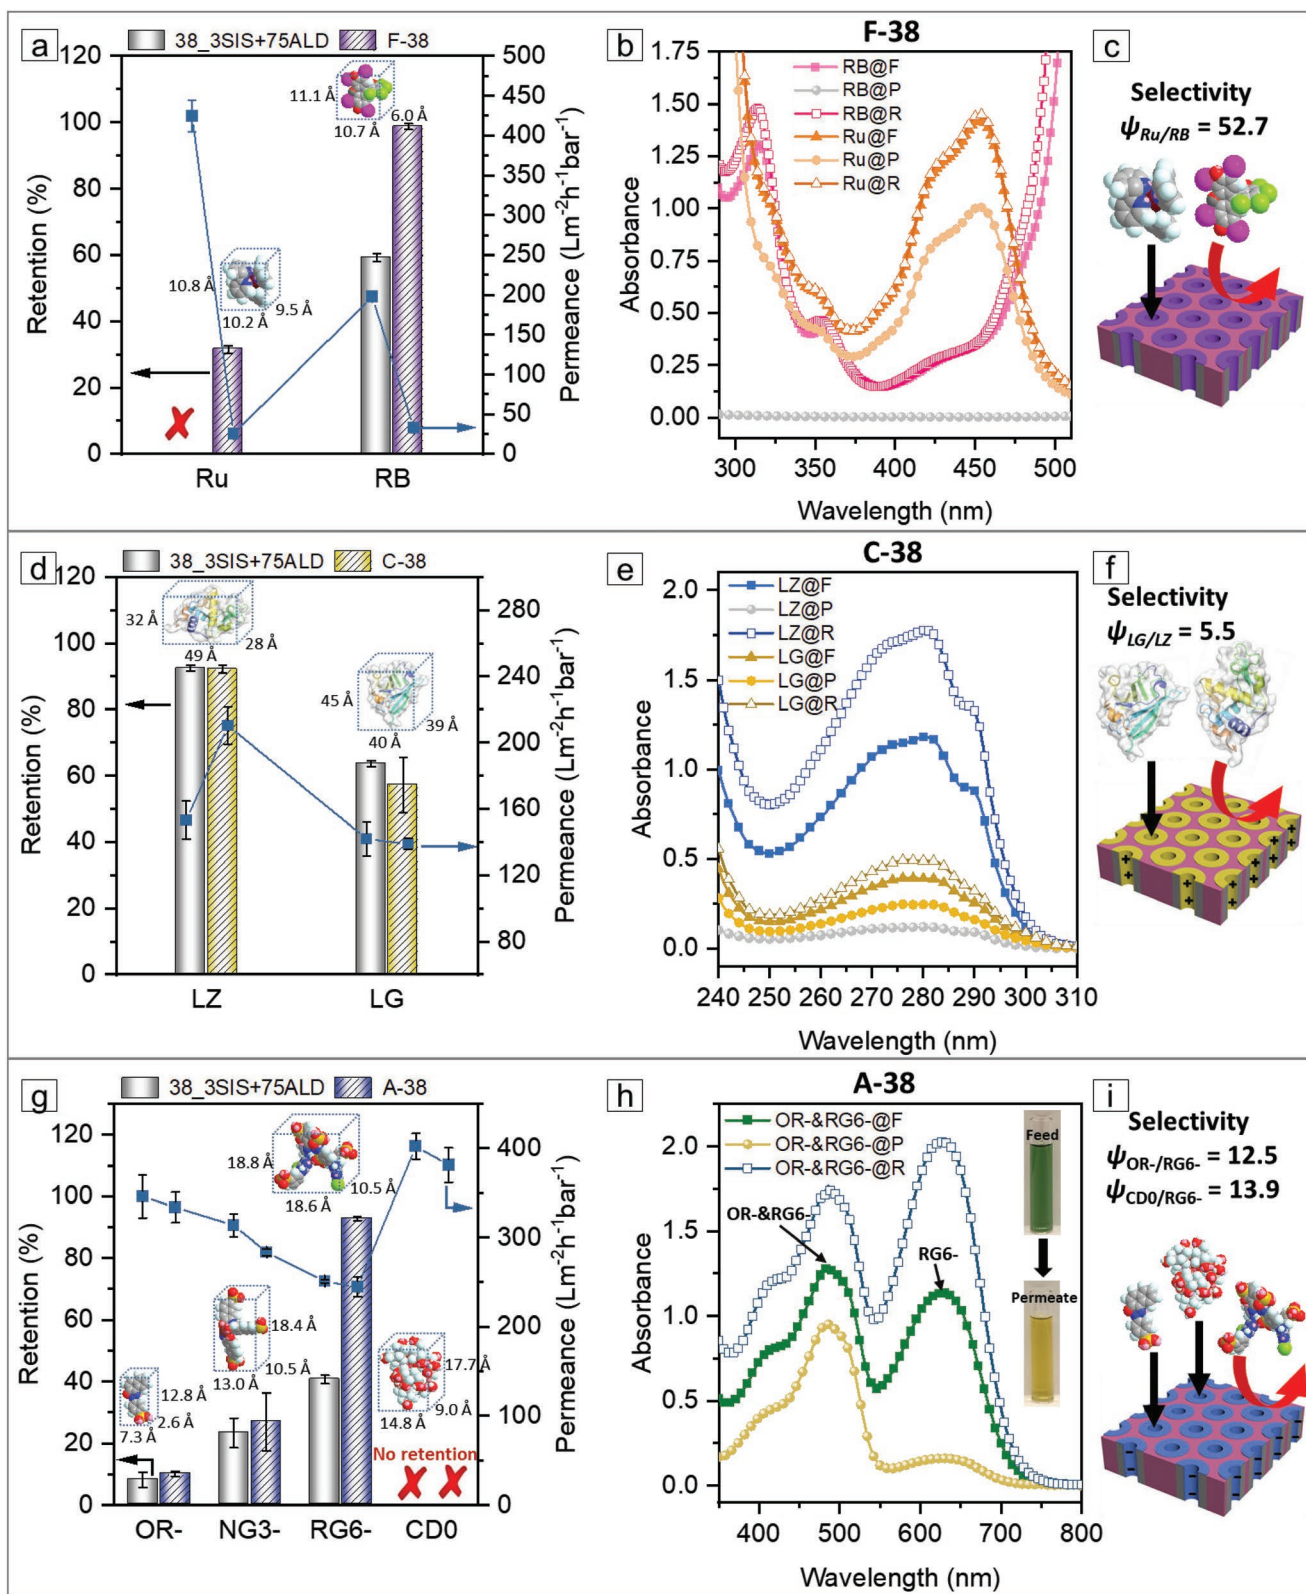 a
38_3SIS+75ALD
F-38
120
100
80
60
40
20
0
Retention (%)
500
450
400
350
300
250
200
150
100
50
0
Permeance (Lm-2h-1bar-1)
11.1 Å
10.7 Å
6.0 Å
10.8 Å
10.2 Å
9.5 Å
Ru
RB
b
F-38
1.75
1.50
1.25
1.00
0.75
0.50
0.25
0.00
Absorbance
RB@F
RB@P
RB@R
Ru@F
Ru@P
Ru@R
300
350
400
450
500
Wavelength (nm)
c
Selectivity
ψRu/RB = 52.7
d
38_3SIS+75ALD
C-38
120
100
80
60
40
20
0
Retention (%)
280
240
200
160
120
80
Permeance (Lm-2h-1bar-1)
32 Å
49 Å
28 Å
45 Å
40 Å
39 Å
LZ
LG
e
C-38
2.0
1.5
1.0
0.5
0.0
Absorbance
LZ@F
LZ@P
LZ@R
LG@F
LG@P
LG@R
240
250
260
270
280
290
300
310
Wavelength (nm)
f
Selectivity
ψLG/LZ = 5.5
+
+
+
+
+
+
+
+
+
+
g
38_3SIS+75ALD
A-38
120
100
80
60
40
20
0
Retention (%)
400
300
200
100
0
Permeance (Lm-2h-1bar-1)
18.8 Å
18.6 Å
10.5 Å
18.4 Å
10.5 Å
13.0 Å
12.8 Å
2.6 Å
7.3 Å
17.7 Å
9.0 Å
14.8 Å
No retention
OR-
NG3-
RG6-
CD0
h
A-38
2.0
1.5
1.0
0.5
0.0
Absorbance
OR-&RG6-@F
OR-&RG6-@P
OR-&RG6-@R
OR-&RG6-
RG6-
Feed
Permeate
400
500
600
700
800
Wavelength (nm)
i
Selectivity
ψOR-/RG6- = 12.5
ψCD0/RG6- = 13.9